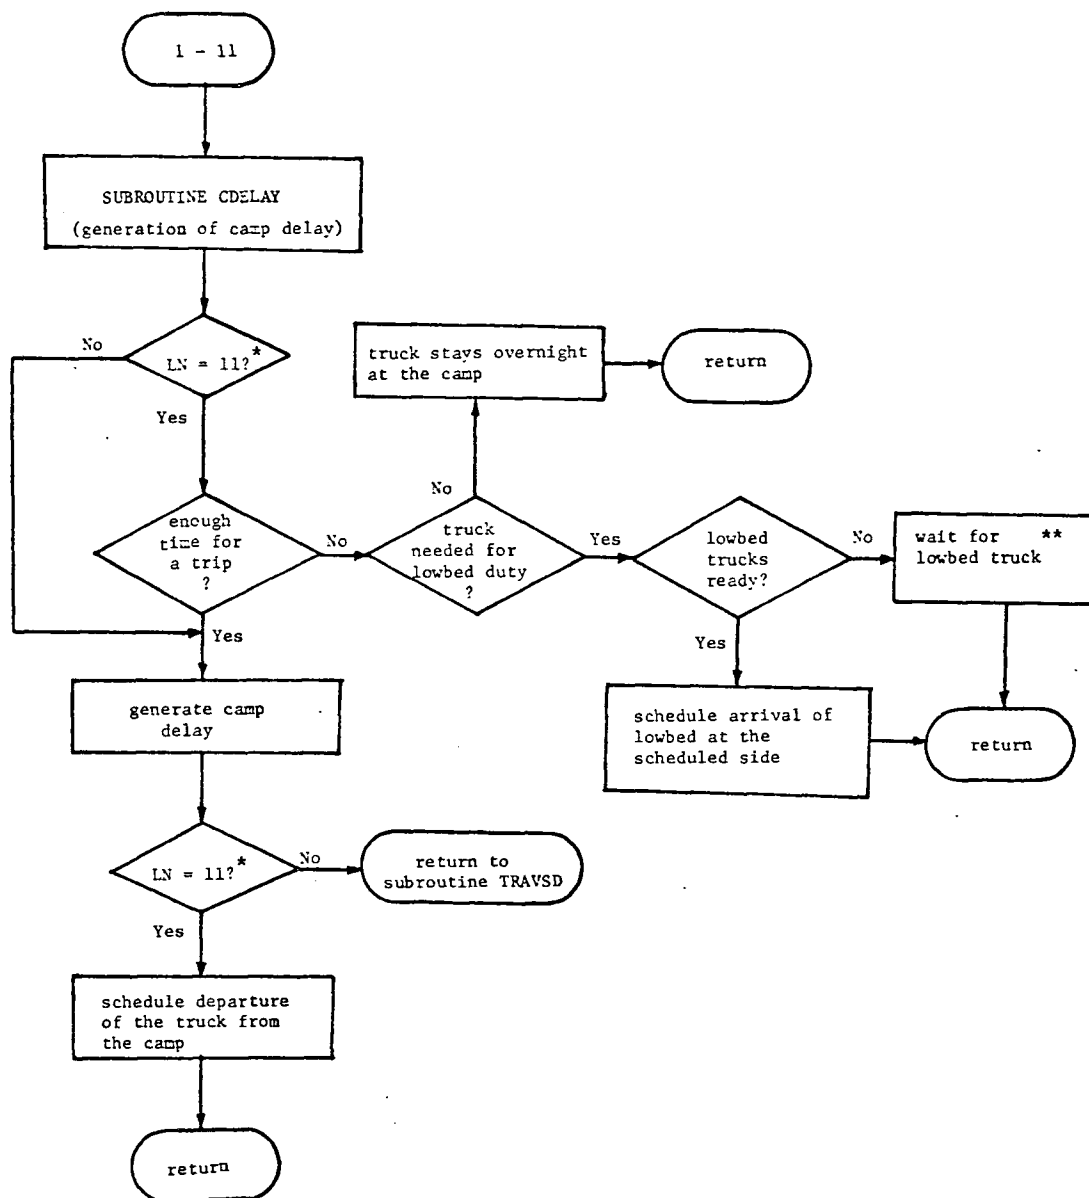 1 - 11
SUBROUTINE CDELAY
(generation of camp delay)
No
LN = 11?*
Yes
truck stays overnight
at the camp
return
No
enough
time for
a trip
?
No
truck
needed for
lowbed duty
?
Yes
lowbed
trucks
ready?
No
wait for **
lowbed truck
Yes
Yes
generate camp
delay
schedule arrival of
lowbed at the
scheduled side
return
LN = 11?*
No
return to
subroutine TRAVSD
Yes
schedule departure
of the truck from
the camp
return